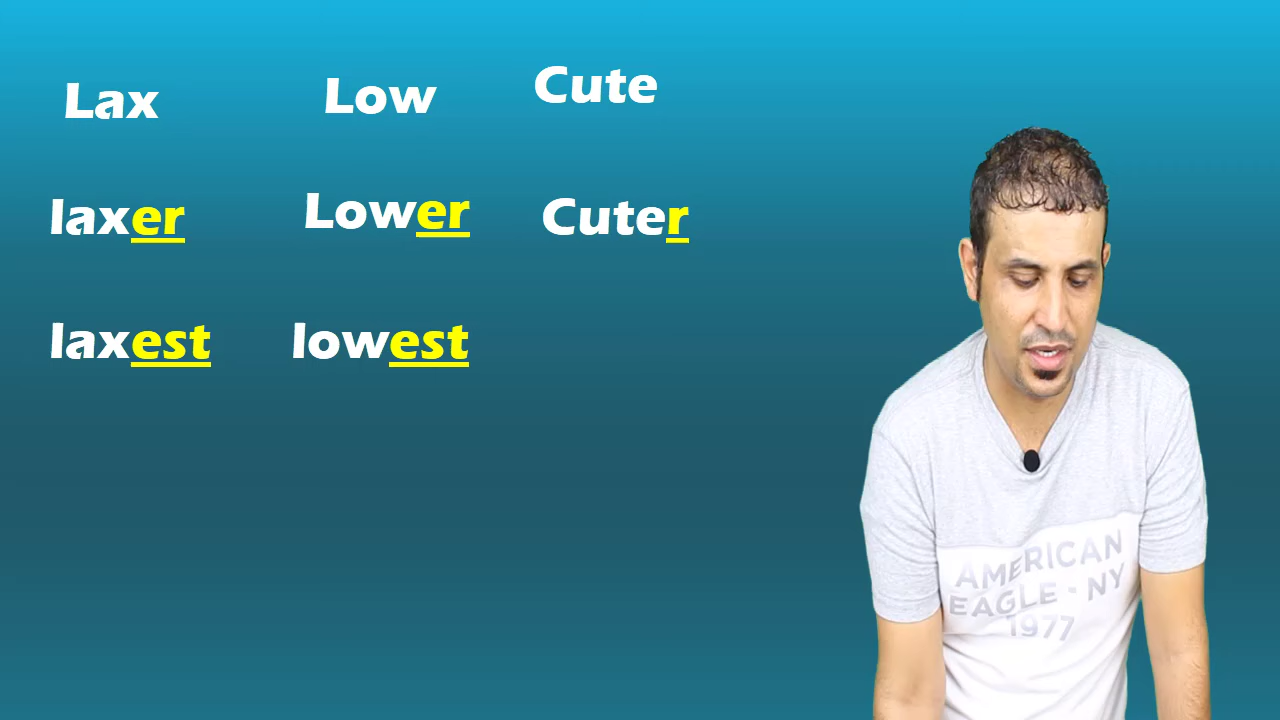 Lax Low Cute
laxer Lower Cuter
laxest lowest
AMERICAN
EAGLE - NY
1977